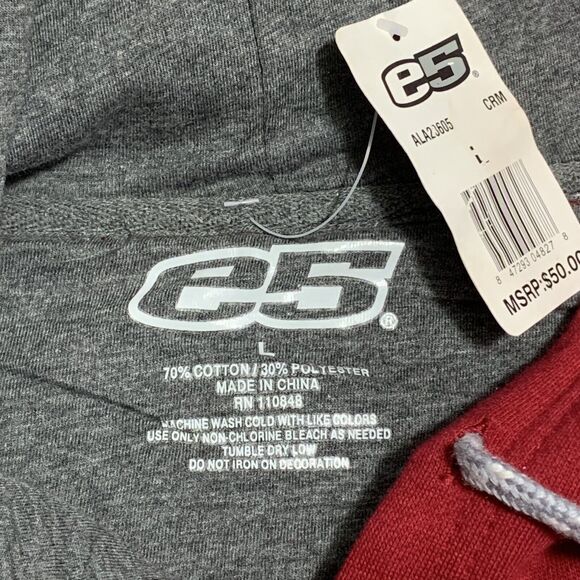 e5®
CRM
ALA23605
L
8 47293 04827 8
MSRP:$50.00
e5®
L
70% COTTON / 30% POLYESTER
MADE IN CHINA
RN 110848
MACHINE WASH COLD WITH LIKE COLORS
USE ONLY NON-CHLORINE BLEACH AS NEEDED
TUMBLE DRY LOW
DO NOT IRON ON DECORATION